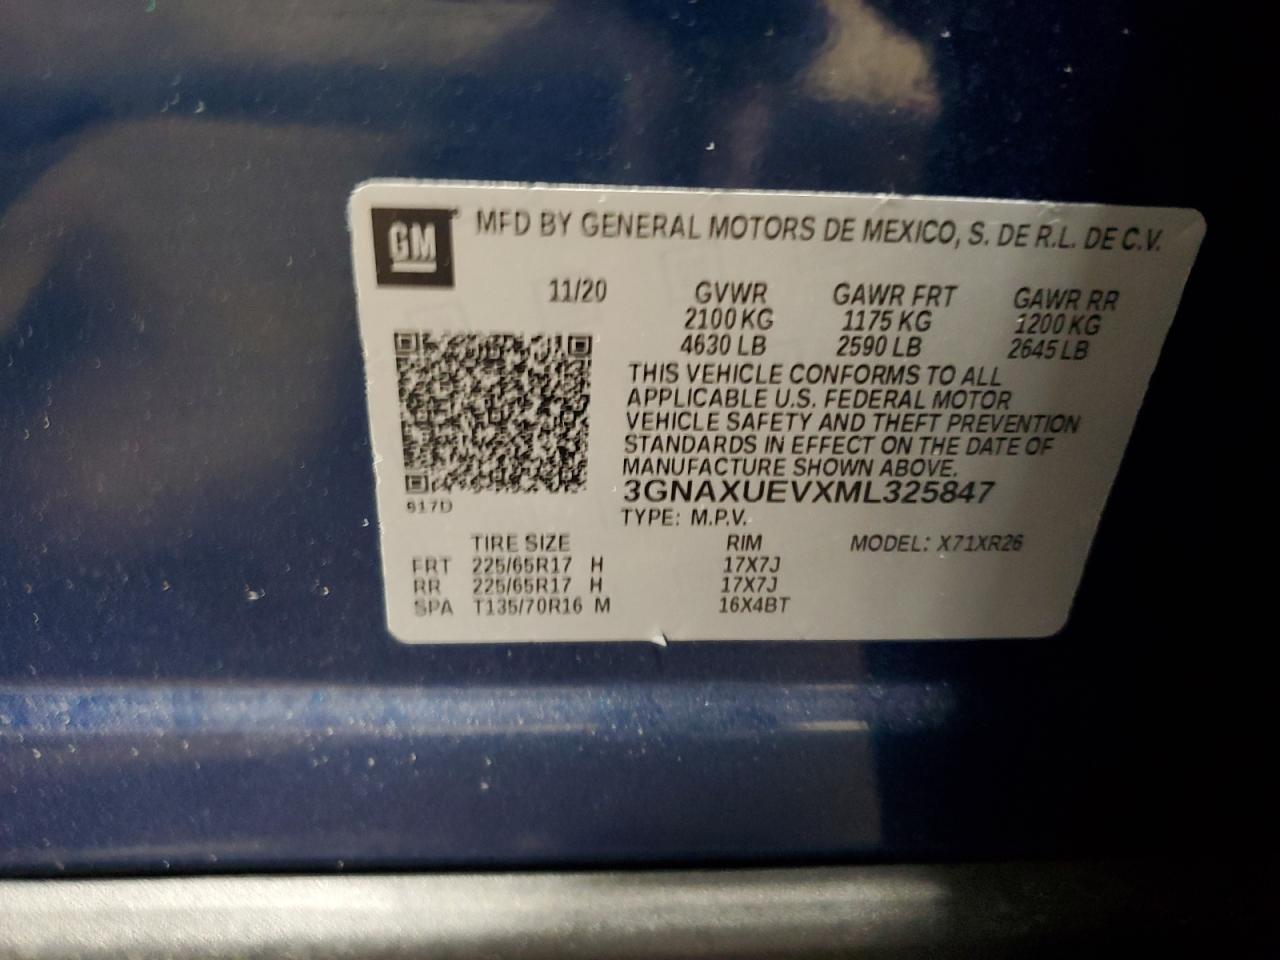 GM MFD BY GENERAL MOTORS DE MEXICO, S. DE R.L. DE C.V.
11/20 GVWR GAWR FRT GAWR RR
2100 KG 1175 KG 1200 KG
4630 LB 2590 LB 2645 LB
THIS VEHICLE CONFORMS TO ALL
APPLICABLE U.S. FEDERAL MOTOR
VEHICLE SAFETY AND THEFT PREVENTION
STANDARDS IN EFFECT ON THE DATE OF
MANUFACTURE SHOWN ABOVE.
3GNAXUEVXML325847
617D
TYPE: M.P.V.
TIRE SIZE RIM MODEL: X71XR26
FRT 225/65R17 H 17X7J
RR 225/65R17 H 17X7J
SPA T135/70R16 M 16X4BT